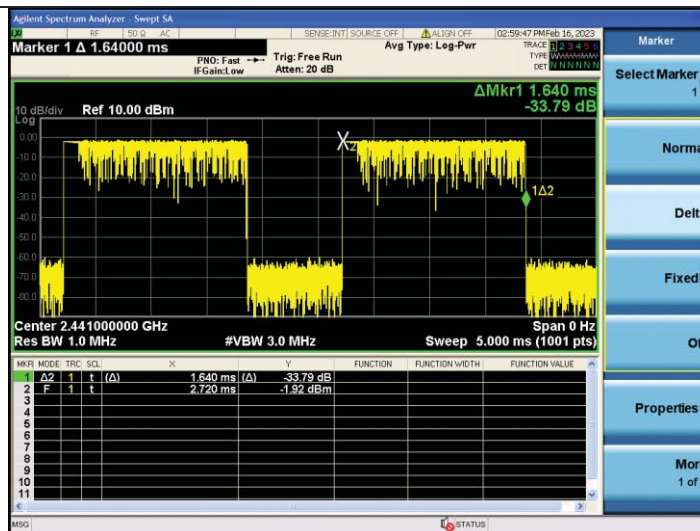 Agilent Spectrum Analyzer - Swept SA
RF 50 Ω AC SENSE:INT SOURCE OFF ALIGN OFF 02:59:47 PM Feb 16, 2023
Marker 1 Δ 1.64000 ms
PNO: Fast
IFGain:Low
Trig: Free Run
Atten: 20 dB
Avg Type: Log-Pwr
TRACE 1 2 3 4 5 6
TYPE
DET N N N N N N
ΔMkr1 1.640 ms
-33.79 dB
10 dB/div Ref 10.00 dBm
Log
0.00
-10.0
-20.0
-30.0
-40.0
-50.0
-60.0
-70.0
-80.0
X2
1Δ2
Center 2.441000000 GHz Span 0 Hz
Res BW 1.0 MHz #VBW 3.0 MHz Sweep 5.000 ms (1001 pts)
MKR MODE TRC SCL X Y FUNCTION FUNCTION WIDTH FUNCTION VALUE
1 Δ2 1 t (Δ) 1.640 ms (Δ) -33.79 dB
2 F 1 t 2.720 ms -1.92 dBm
3
4
5
6
7
8
9
10
11
MSG STATUS
Marker
Select Marker
1
Norma
Delt
Fixed
Of
Properties
Mor
1 of